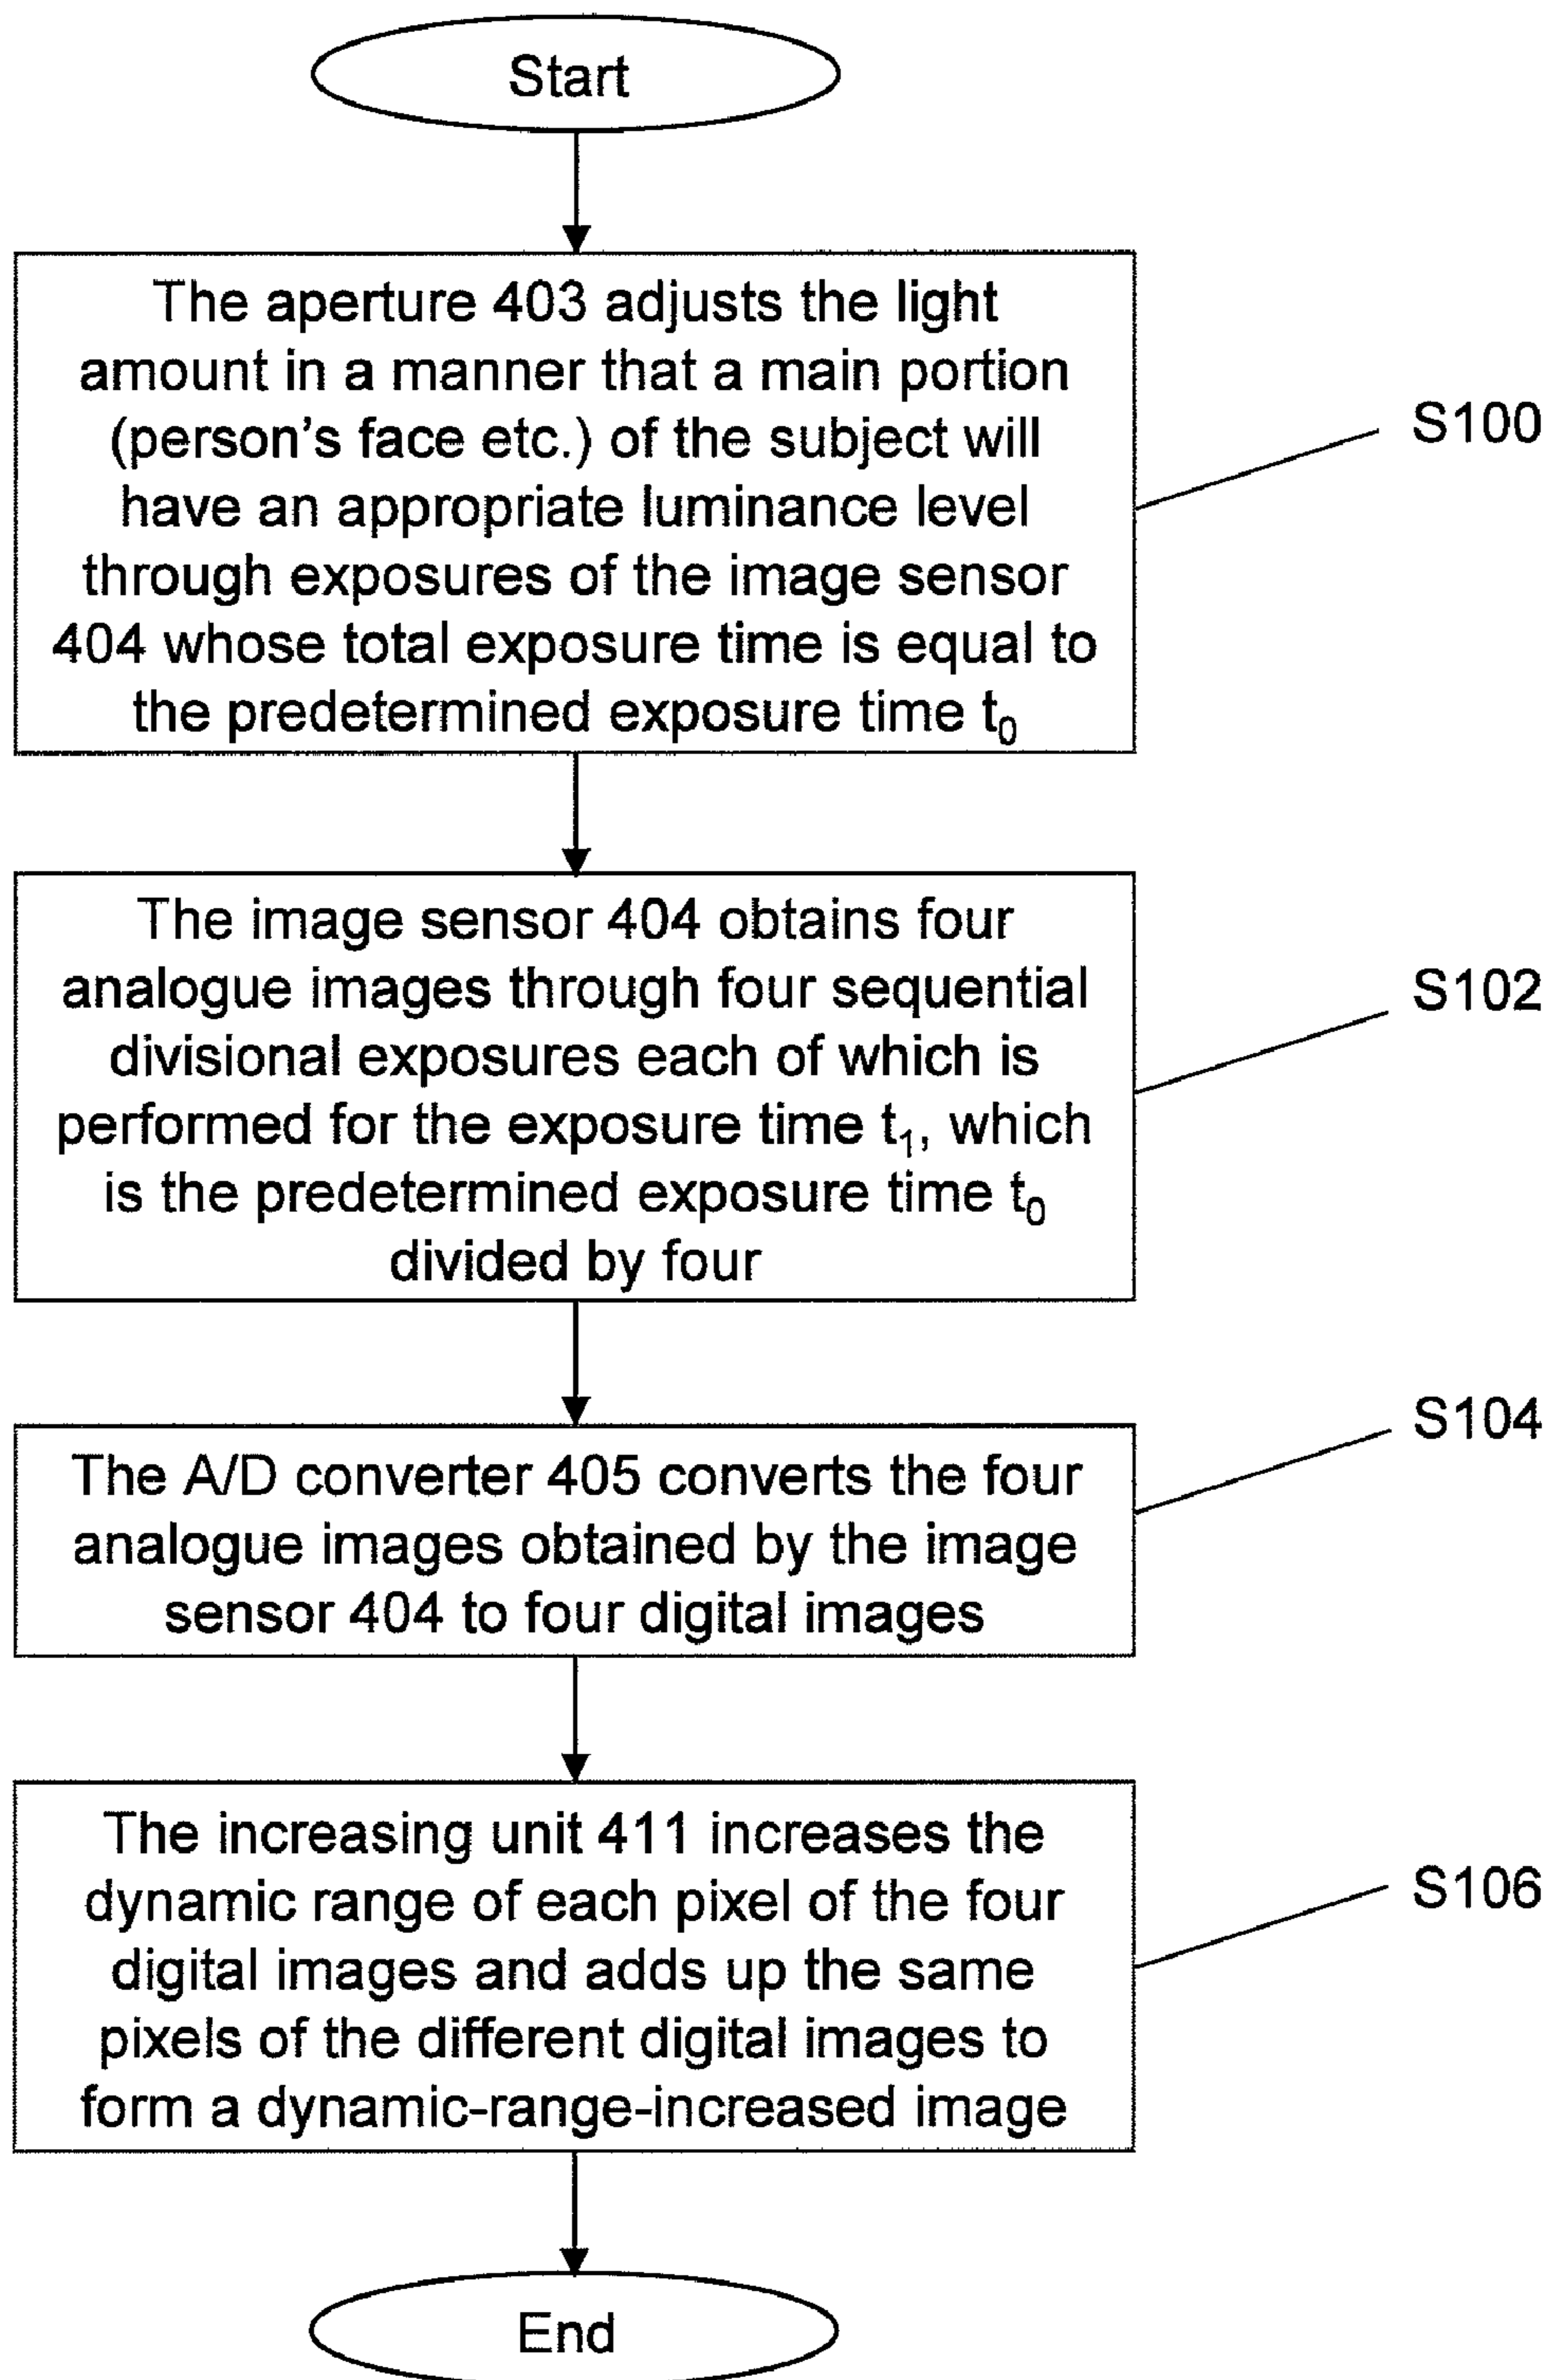 Start
The aperture 403 adjusts the light
amount in a manner that a main portion
(person's face etc.) of the subject will
have an appropriate luminance level
through exposures of the image sensor
404 whose total exposure time is equal to
the predetermined exposure time t₀
S100
The image sensor 404 obtains four
analogue images through four sequential
divisional exposures each of which is
performed for the exposure time t₁, which
is the predetermined exposure time t₀
divided by four
S102
The A/D converter 405 converts the four
analogue images obtained by the image
sensor 404 to four digital images
S104
The increasing unit 411 increases the
dynamic range of each pixel of the four
digital images and adds up the same
pixels of the different digital images to
form a dynamic-range-increased image
S106
End